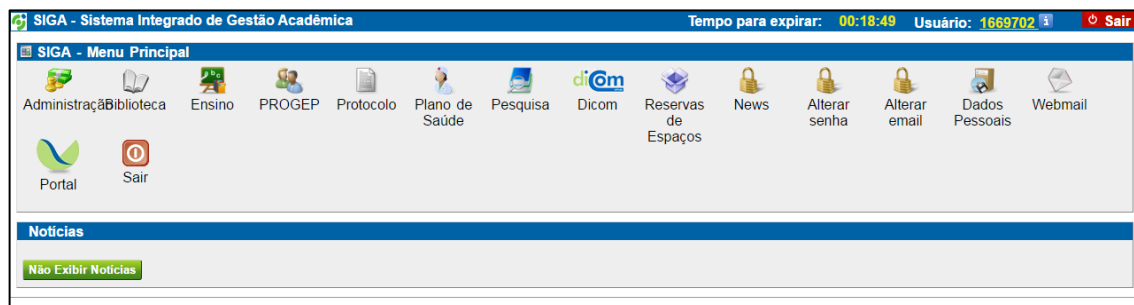 SIGA - Sistema Integrado de Gestão Acadêmica Tempo para expirar: 00:18:49 Usuário: 1669702 Sair
SIGA - Menu Principal
Administração Biblioteca Ensino PROGEP Protocolo Plano de Saúde Pesquisa dicom Dicom Reservas de Espaços News Alterar senha Alterar email Dados Pessoais Webmail
Portal Sair
Notícias
Não Exibir Notícias